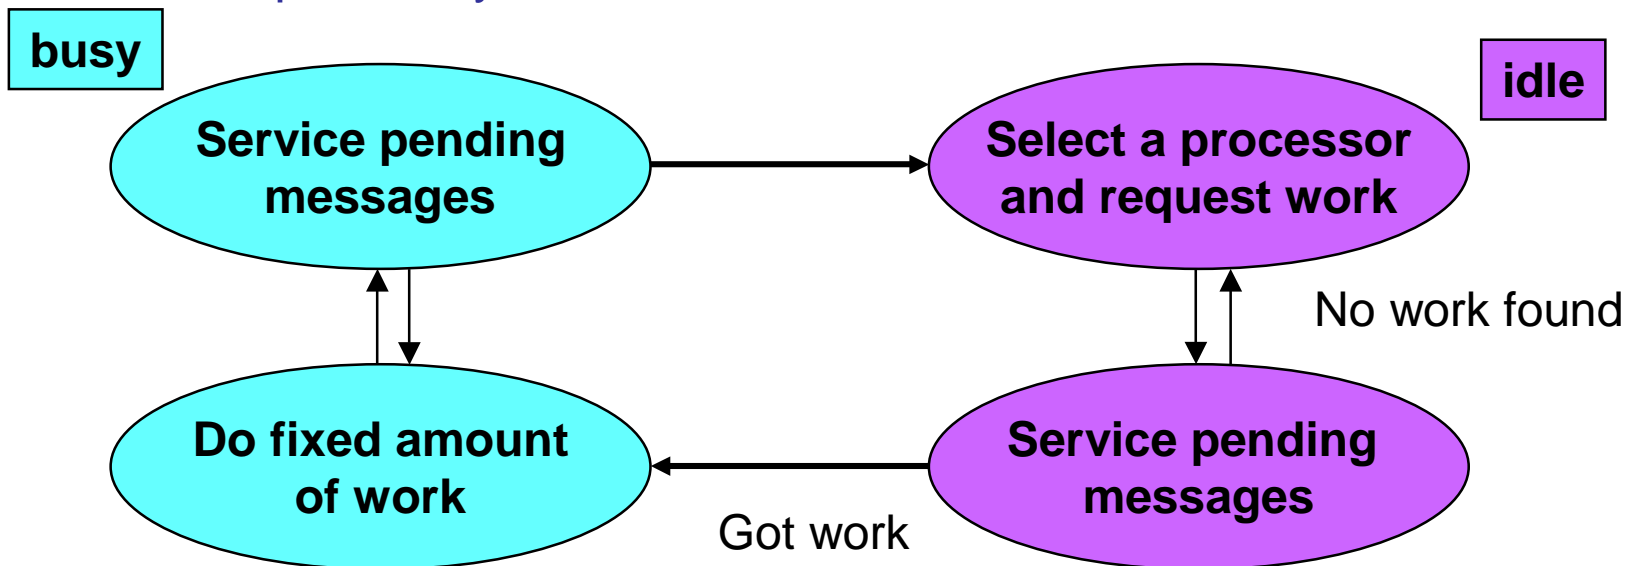 busy
idle
Service pending
messages
Select a processor
and request work
No work found
Do fixed amount
of work
Service pending
messages
Got work